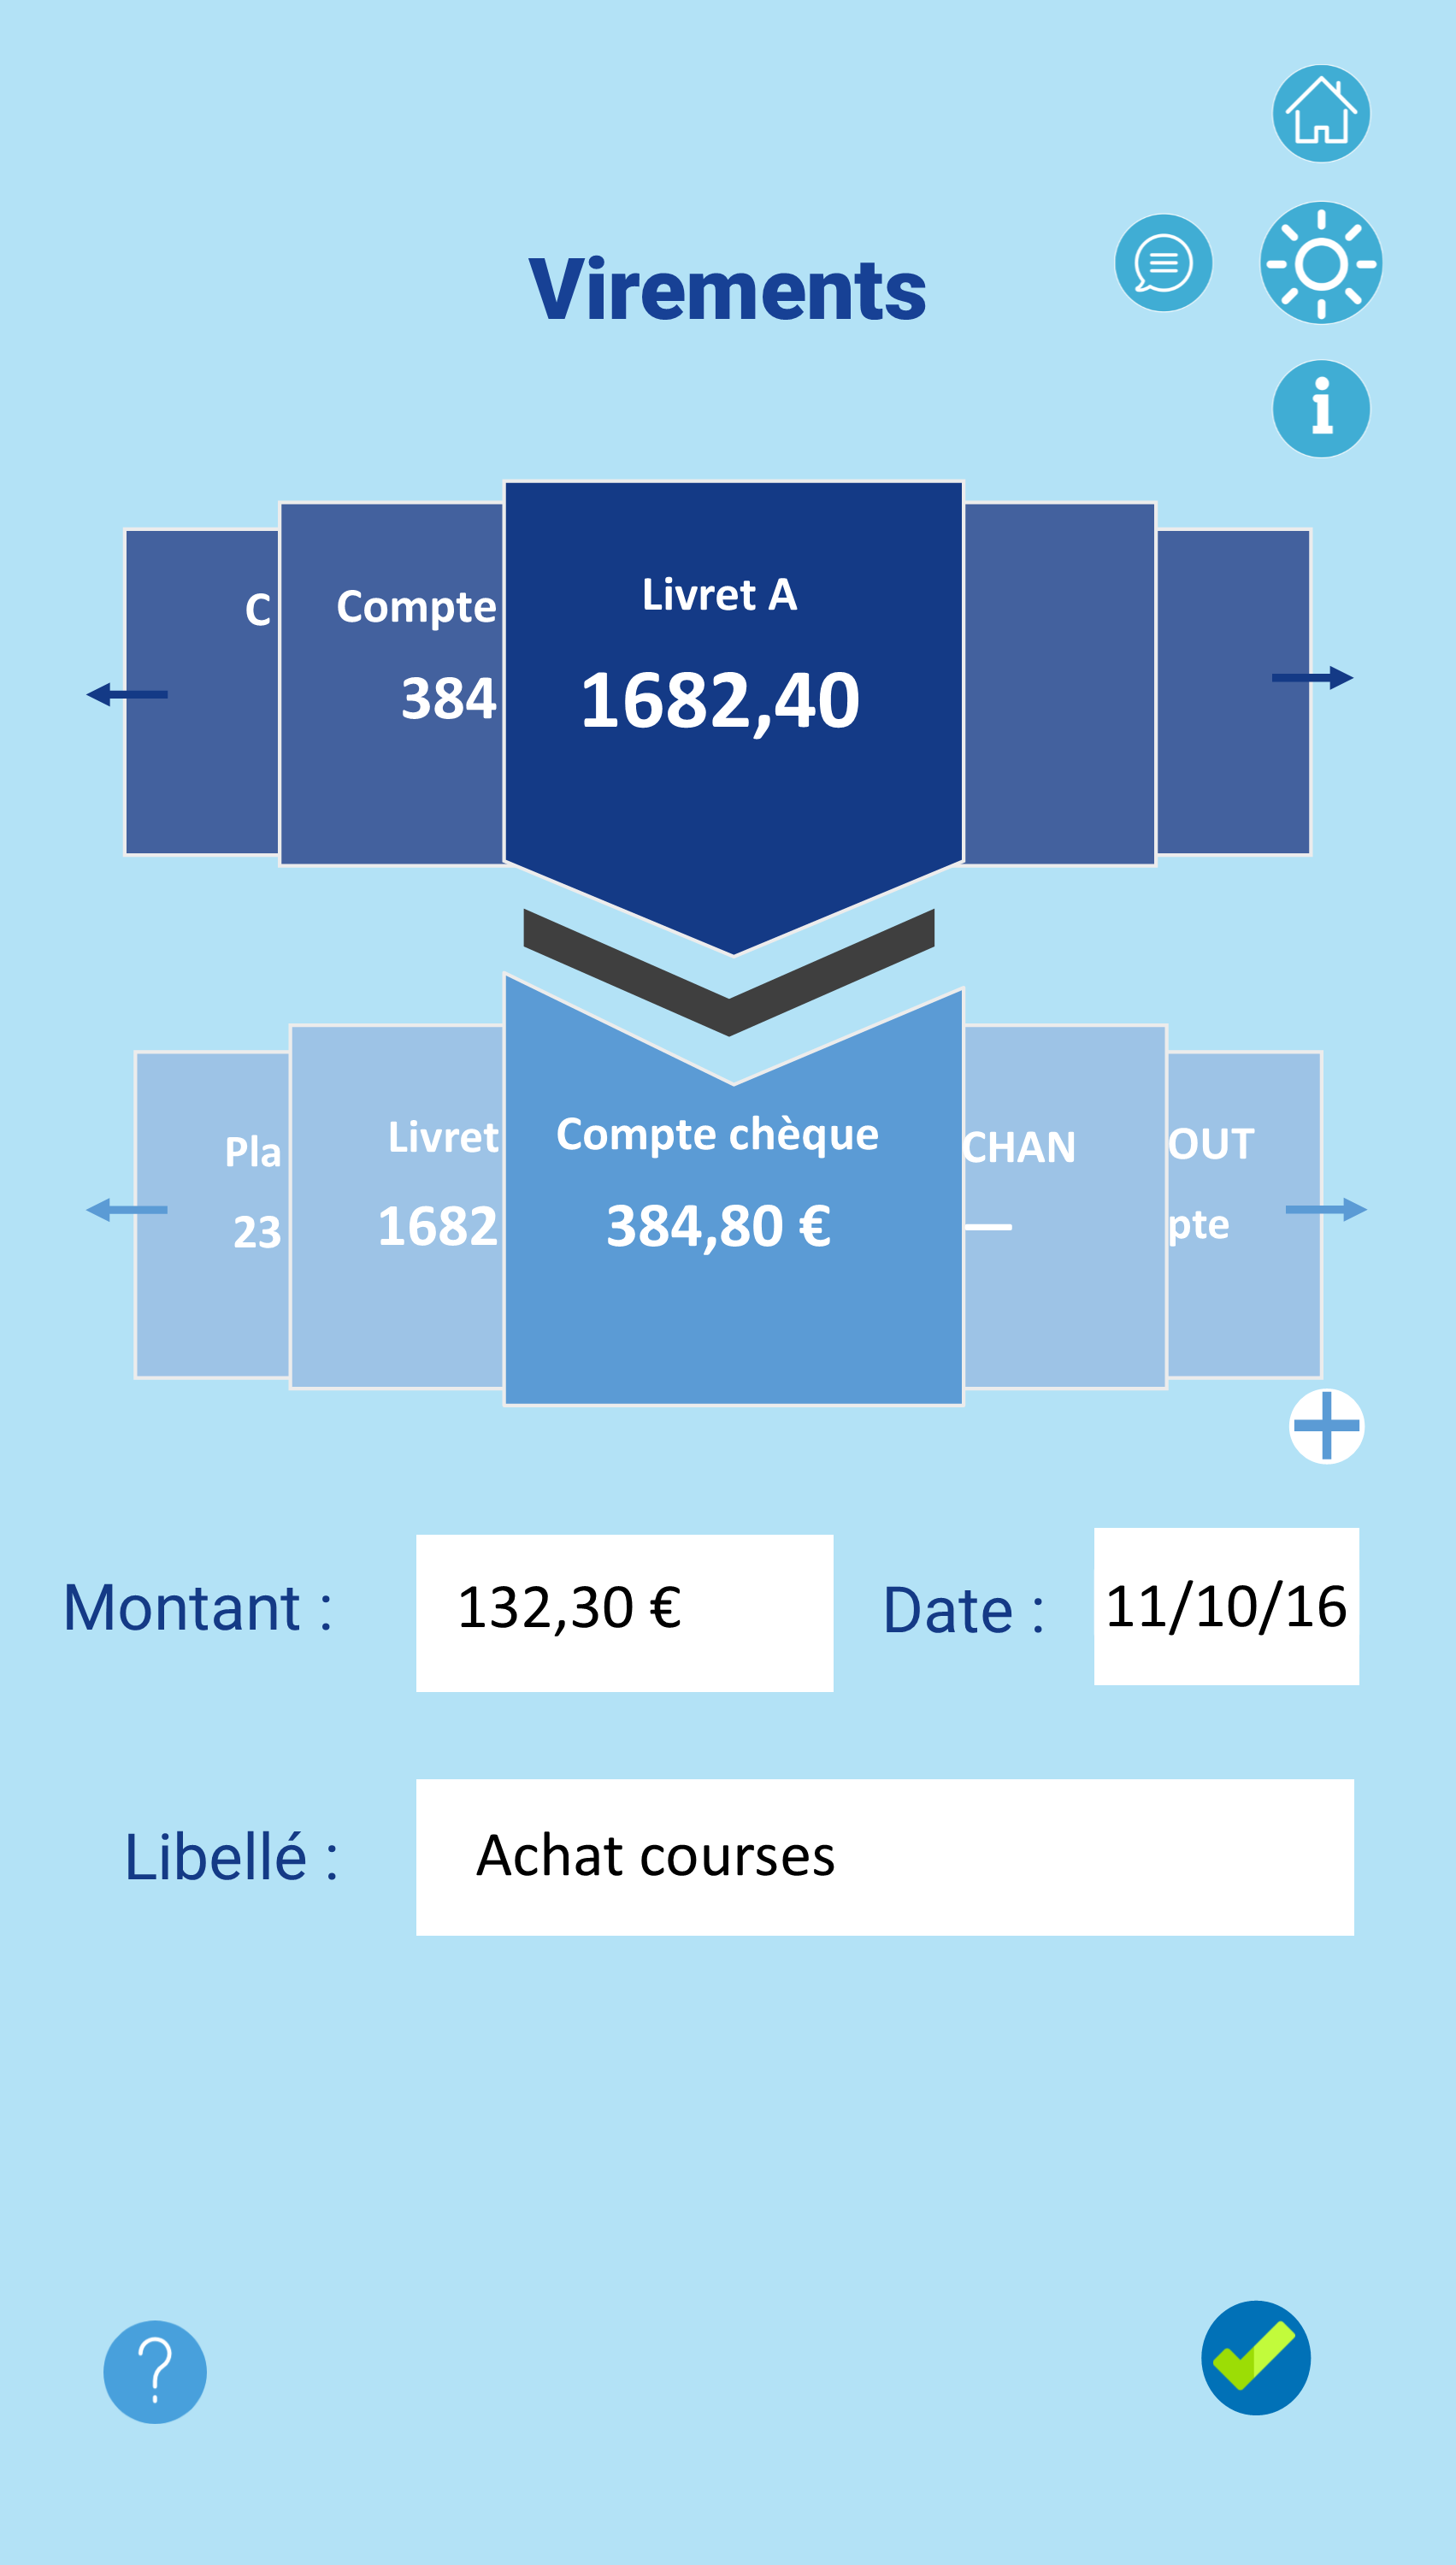 Virements
C
Compte
384
Livret A
1682,40
Pla
23
Livret
1682
Compte chèque
384,80 €
CHAN
—
OUT
pte
Montant :
132,30 €
Date :
11/10/16
Libellé :
Achat courses